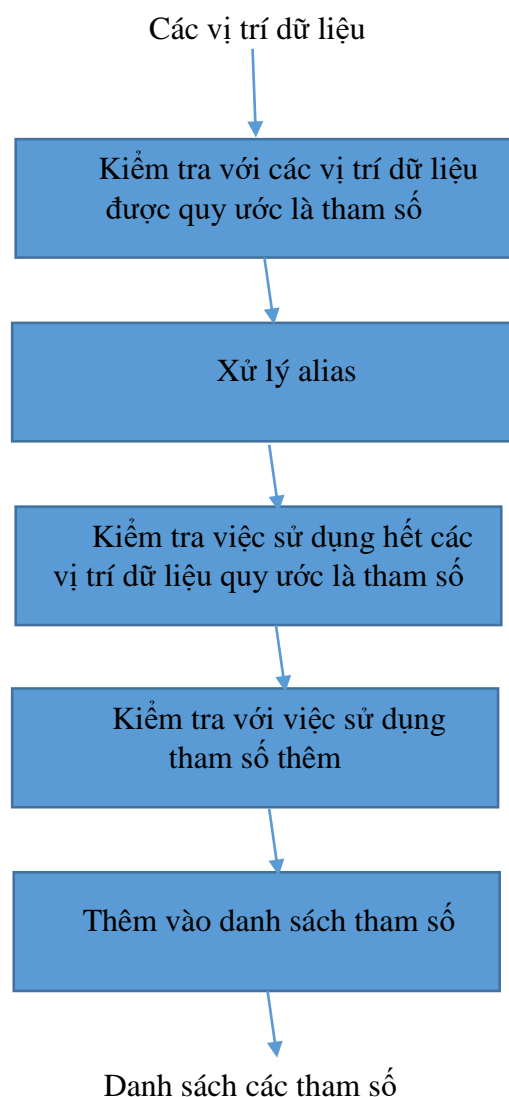 Các vị trí dữ liệu
Kiểm tra với các vị trí dữ liệu
được quy ước là tham số
Xử lý alias
Kiểm tra việc sử dụng hết các
vị trí dữ liệu quy ước là tham số
Kiểm tra với việc sử dụng
tham số thêm
Thêm vào danh sách tham số
Danh sách các tham số